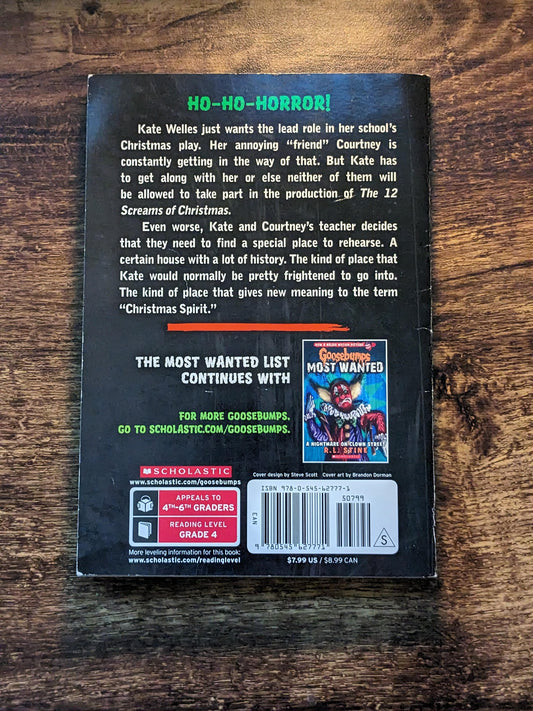 HO-HO-HORROR!
Kate Welles just wants the lead role in her school's
Christmas play. Her annoying "friend" Courtney is
constantly getting in the way of that. But Kate has
to get along with her or else neither of them will
be allowed to take part in the production of The 12
Screams of Christmas.
Even worse, Kate and Courtney's teacher decides
that they need to find a special place to rehearse. A
certain house with a lot of history. The kind of place that
Kate would normally be pretty frightened to go into.
The kind of place that gives new meaning to the term
"Christmas Spirit."
THE MOST WANTED LIST
CONTINUES WITH
Goosebumps
MOST WANTED
A NIGHTMARE ON CLOWN STREET
R.L. STINE
FOR MORE GOOSEBUMPS,
GO TO SCHOLASTIC.COM/GOOSEBUMPS.
SCHOLASTIC
www.scholastic.com/goosebumps
APPEALS TO
4TH–6TH GRADERS
READING LEVEL
GRADE 4
More leveling information for this book:
www.scholastic.com/readinglevel
Cover design by Steve Scott
Cover art by Brandon Dorman
ISBN 978-0-545-62777-1
50799
EAN
9 780545 627771
S
$7.99 US / $8.99 CAN